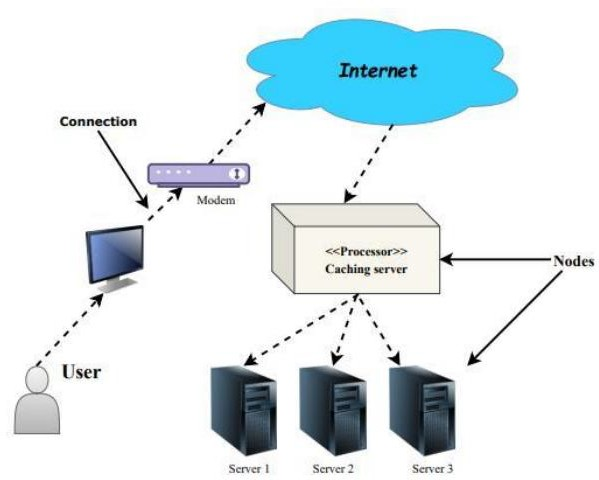 Internet
Connection
Modem
<<Processor>>
Caching server
Nodes
User
Server 1
Server 2
Server 3